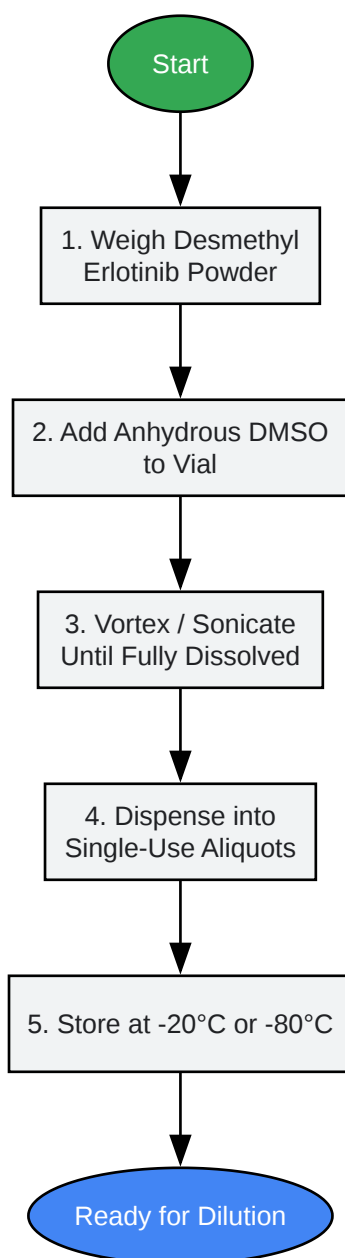 Start
1. Weigh Desmethyl
Erlotinib Powder
2. Add Anhydrous DMSO
to Vial
3. Vortex / Sonicate
Until Fully Dissolved
4. Dispense into
Single-Use Aliquots
5. Store at -20°C or -80°C
Ready for Dilution